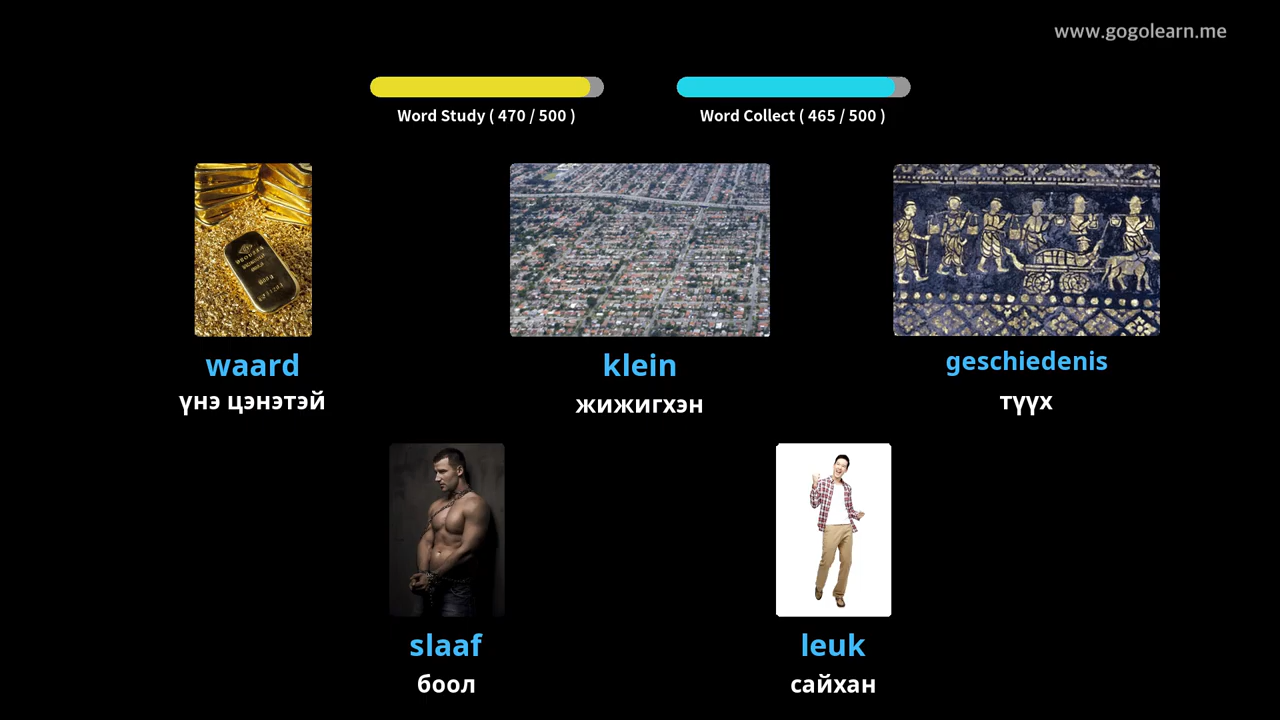 www.gogolearn.me
Word Study ( 470 / 500 )
Word Collect ( 465 / 500 )
waard
үнэ цэнэтэй
klein
жижигхэн
geschiedenis
түүх
slaaf
боол
leuk
сайхан